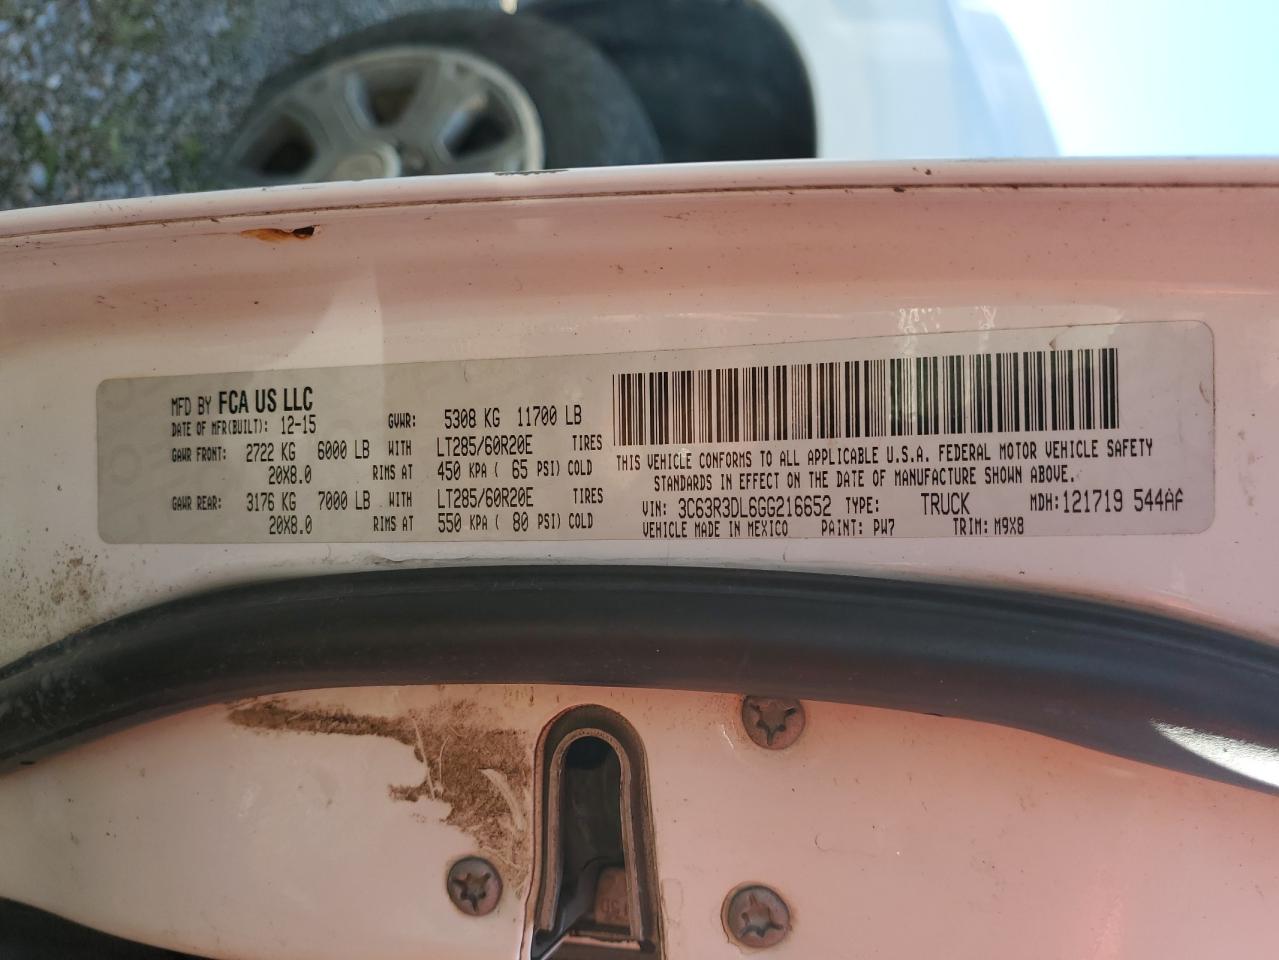 MFD BY FCA US LLC
DATE OF MFR(BUILT): 12-15 GVWR: 5308 KG 11700 LB
GAWR FRONT: 2722 KG 6000 LB WITH LT285/60R20E TIRES
20X8.0 RIMS AT 450 KPA ( 65 PSI) COLD
GAWR REAR: 3176 KG 7000 LB WITH LT285/60R20E TIRES
20X8.0 RIMS AT 550 KPA ( 80 PSI) COLD
THIS VEHICLE CONFORMS TO ALL APPLICABLE U.S.A. FEDERAL MOTOR VEHICLE SAFETY
STANDARDS IN EFFECT ON THE DATE OF MANUFACTURE SHOWN ABOVE.
VIN: 3C63R3DL6GG216652 TYPE: TRUCK MDH: 121719 544AA
VEHICLE MADE IN MEXICO PAINT: PW7 TRIM: M9X8